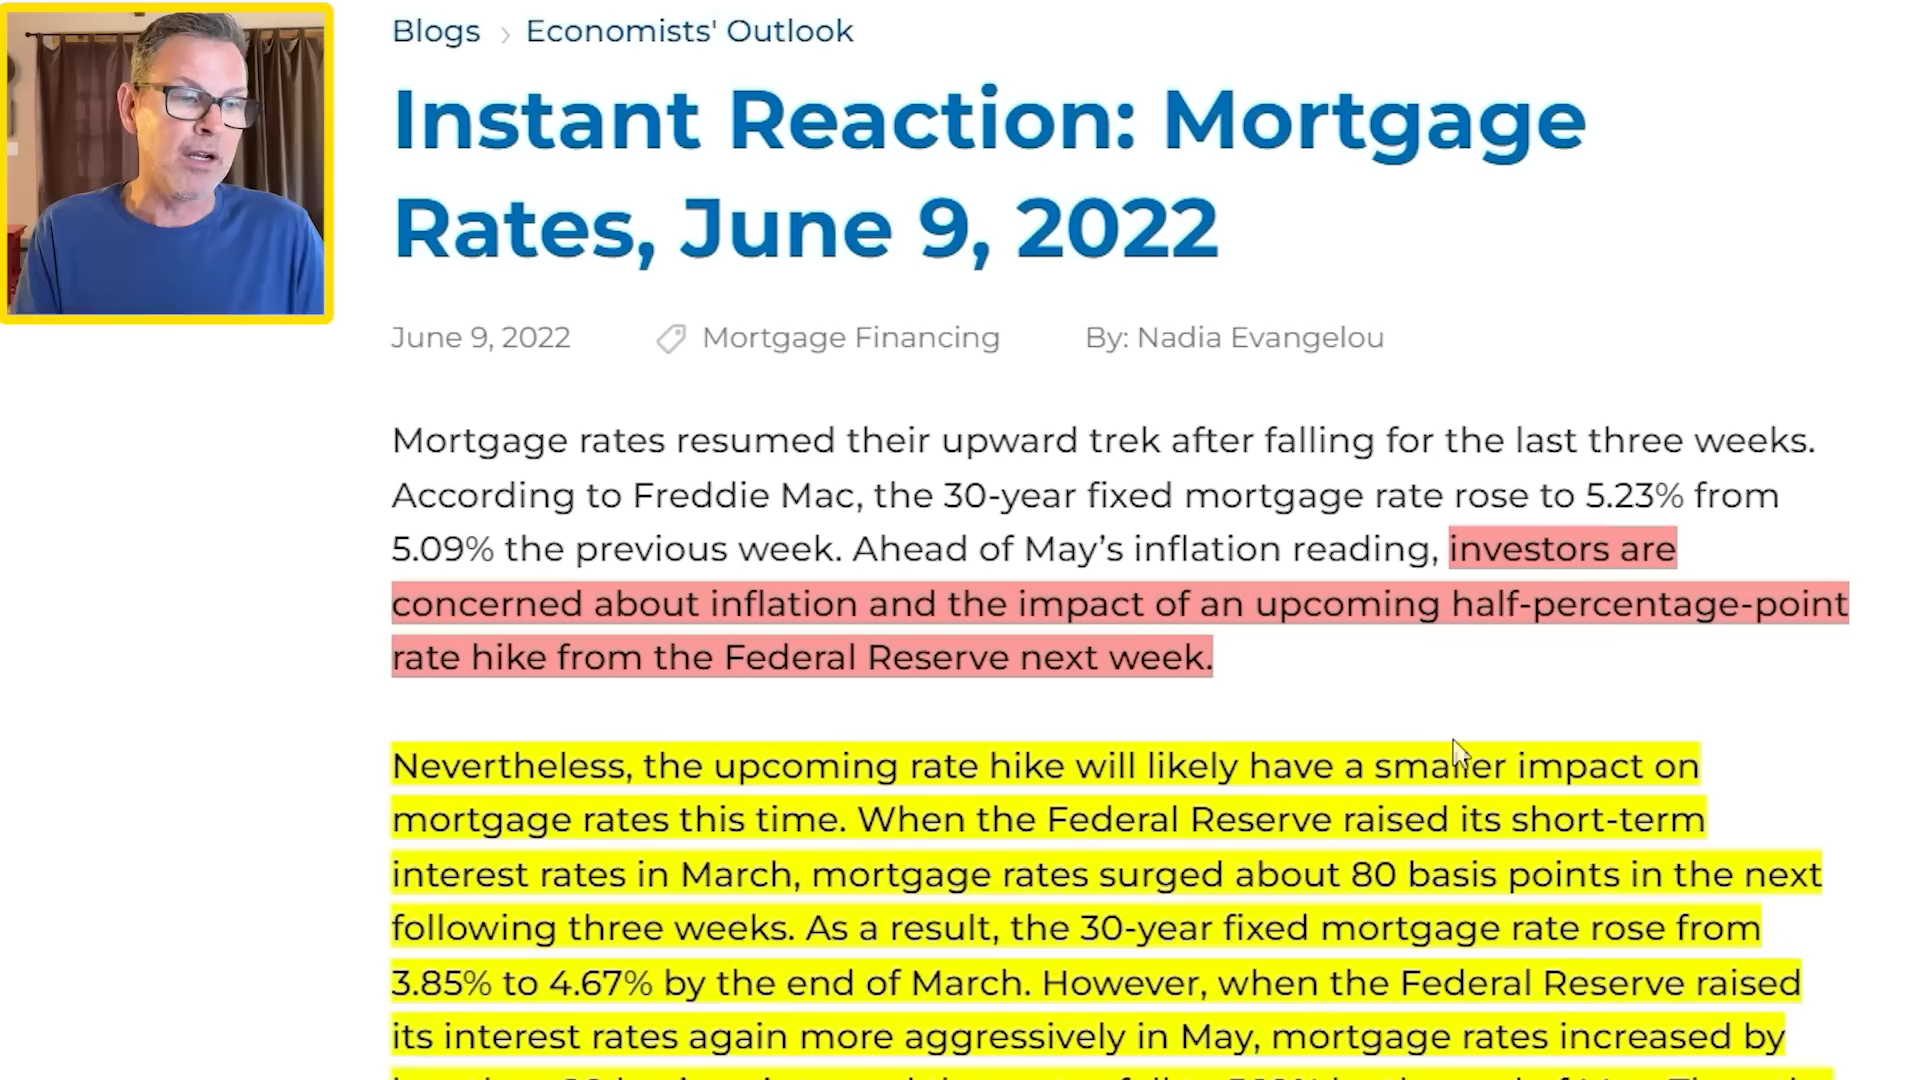 Blogs > Economists' Outlook
Instant Reaction: Mortgage
Rates, June 9, 2022
June 9, 2022 Mortgage Financing By: Nadia Evangelou
Mortgage rates resumed their upward trek after falling for the last three weeks.
According to Freddie Mac, the 30-year fixed mortgage rate rose to 5.23% from
5.09% the previous week. Ahead of May’s inflation reading, investors are
concerned about inflation and the impact of an upcoming half-percentage-point
rate hike from the Federal Reserve next week.
Nevertheless, the upcoming rate hike will likely have a smaller impact on
mortgage rates this time. When the Federal Reserve raised its short-term
interest rates in March, mortgage rates surged about 80 basis points in the next
following three weeks. As a result, the 30-year fixed mortgage rate rose from
3.85% to 4.67% by the end of March. However, when the Federal Reserve raised
its interest rates again more aggressively in May, mortgage rates increased by